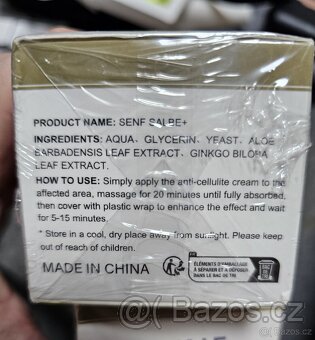 PRODUCT NAME: SENF SALBE+
INGREDIENTS: AQUA、GLYCERIN、YEAST、ALOE
BARBADENSIS LEAF EXTRACT、GINKGO BILOBA
LEAF EXTRACT.
HOW TO USE: Simply apply the anti-cellulite cream to the
affected area, massage for 20 minutes until fully absorbed,
then cover with plastic wrap to enhance the effect and wait
for 5-15 minutes.
* Store in a cool, dry place away from sunlight. Please keep
out of reach of children.
MADE IN CHINA
FR
ÉLÉMENTS D'EMBALLAGE
À SÉPARER ET À DÉPOSER
DANS LE BAC DE TRI
Bazoš.cz